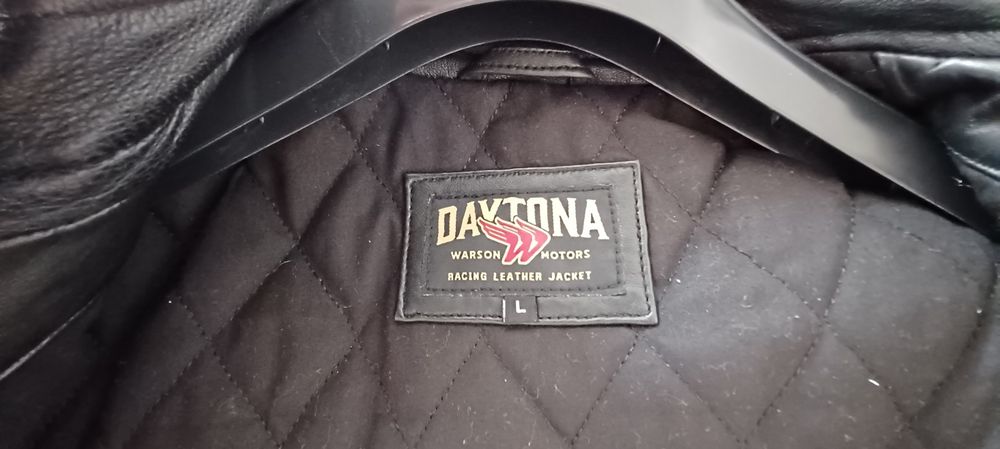 DAYTONA
WARSON MOTORS
RACING LEATHER JACKET
L